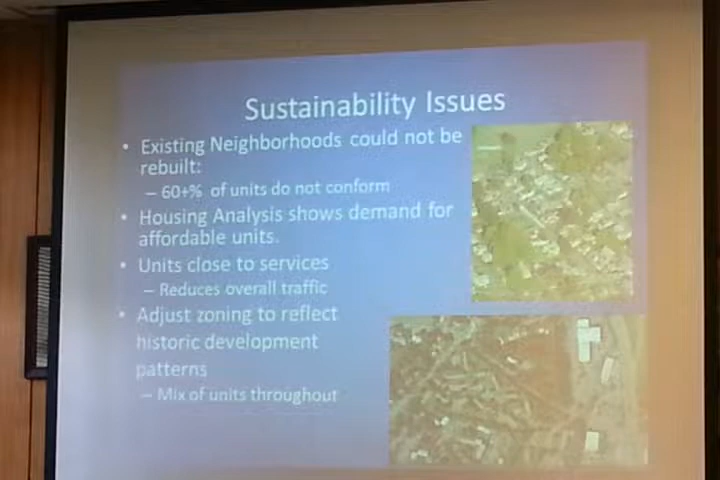 Sustainability Issues
• Existing Neighborhoods could not be
rebuilt:
– 60+% of units do not conform
• Housing Analysis shows demand for
affordable units.
• Units close to services
– Reduces overall traffic
• Adjust zoning to reflect
historic development
patterns
– Mix of units throughout